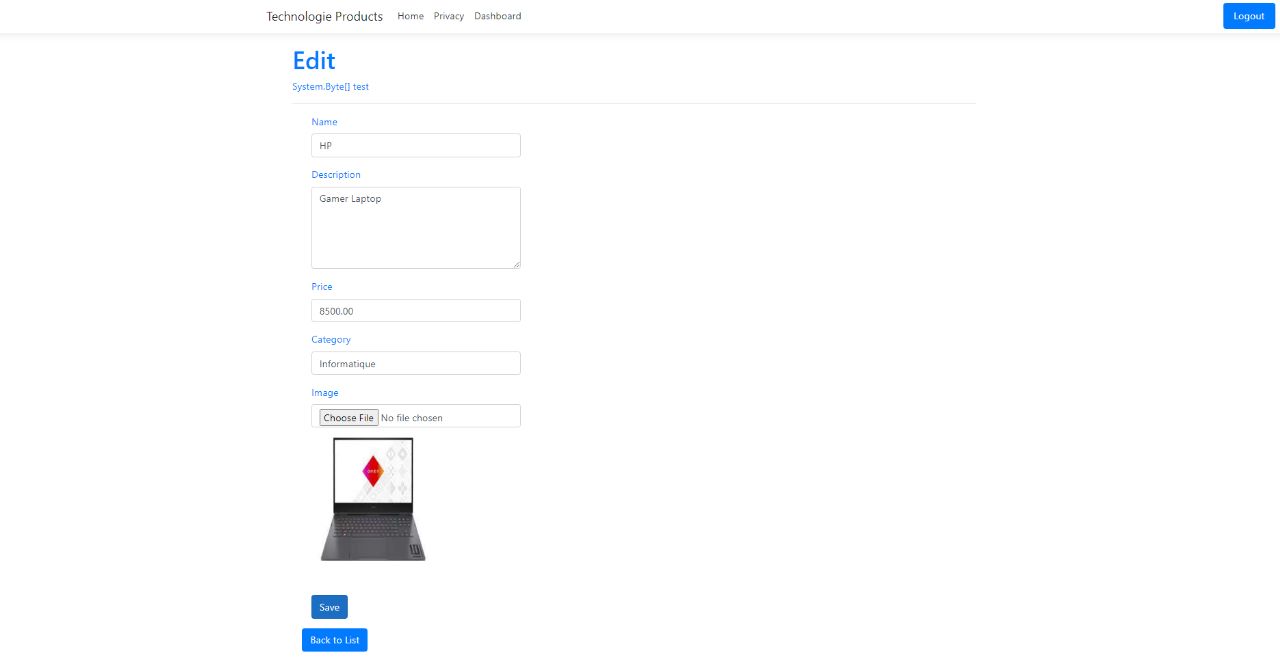 Technologie Products Home Privacy Dashboard Logout
Edit
System.Byte[] test
Name
HP
Description
Gamer Laptop
Price
8500.00
Category
Informatique
Image
Choose File No file chosen
Save
Back to List